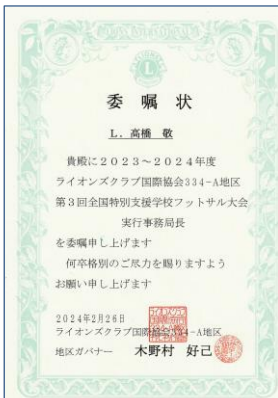 L
委嘱状
L. 高橋 敬
貴殿に2023～2024年度
ライオンズクラブ国際協会334-A地区
第3回全国特別支援学校フットサル大会
実行事務局長
を委嘱申し上げます
何卒格別のご尽力を賜りますよう
お願い申し上げます
2024年2月26日
ライオンズクラブ国際協会334-A地区
地区ガバナー 木野村 好己